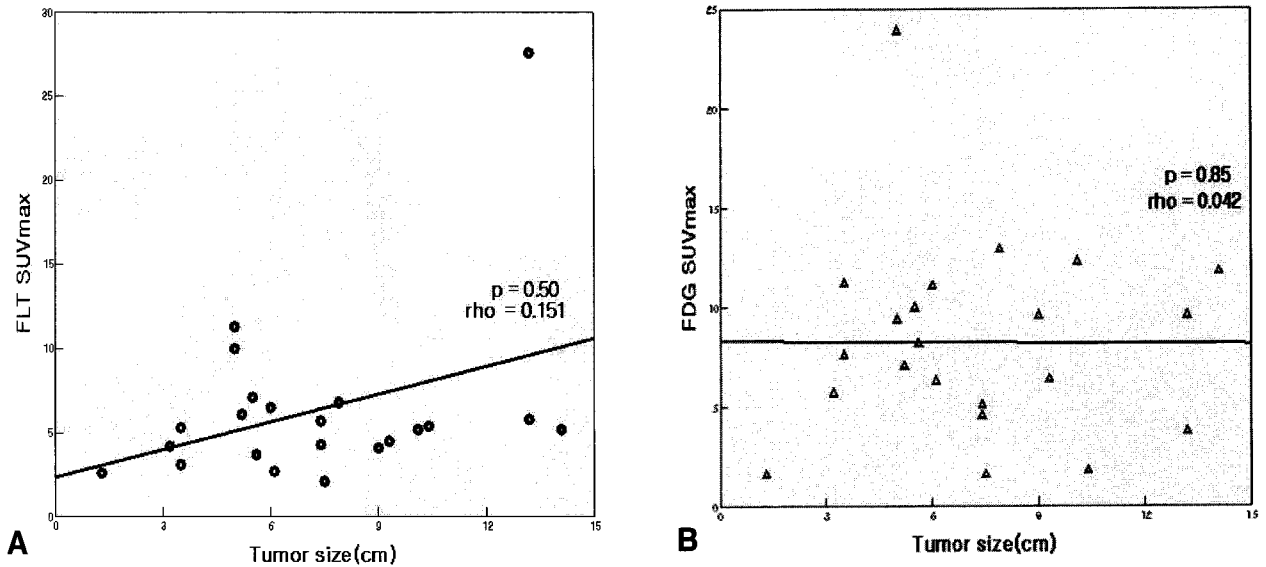 30
25
20
15
10
5
0
FLT SUVmax
p = 0.50
rho = 0.151
0 3 6 9 12 15
Tumor size(cm)
A
25
20
15
10
5
0
FDG SUVmax
p = 0.85
rho = 0.042
0 3 6 9 12 15
Tumor size(cm)
B